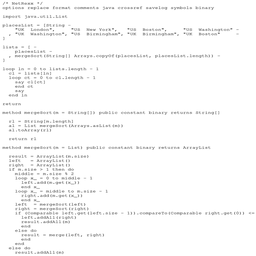 /* NetRexx */
options replace format comments java crossref savelog symbols binary
import java.util.List
placesList = [String -
"UK London", "US New York", "US Boston", "US Washington" -
, "UK Washington", "US Birmingham", "UK Birmingham", "UK Boston" -
]
lists = [ -
placesList -
, mergeSort(String[] Arrays.copyOf(placesList, placesList.length)) -
]
loop ln = 0 to lists.length - 1
cl = lists[ln]
loop ct = 0 to cl.length - 1
say cl[ct]
end ct
say
end ln
return
method mergeSort(m = String[]) public constant binary returns String[]
rl = String[m.length]
al = List mergeSort(Arrays.asList(m))
al.toArray(rl)
return rl
method mergeSort(m = List) public constant binary returns ArrayList
result = ArrayList(m.size)
left = ArrayList()
right = ArrayList()
if m.size > 1 then do
middle = m.size % 2
loop x_ = 0 to middle - 1
left.add(m.get(x_))
end x_
loop x_ = middle to m.size - 1
right.add(m.get(x_))
end x_
left = mergeSort(left)
right = mergeSort(right)
if (Comparable left.get(left.size - 1)).compareTo(Comparable right.get(0)) <=
left.addAll(right)
result.addAll(m)
end
else do
result = merge(left, right)
end
end
else do
result.addAll(m)